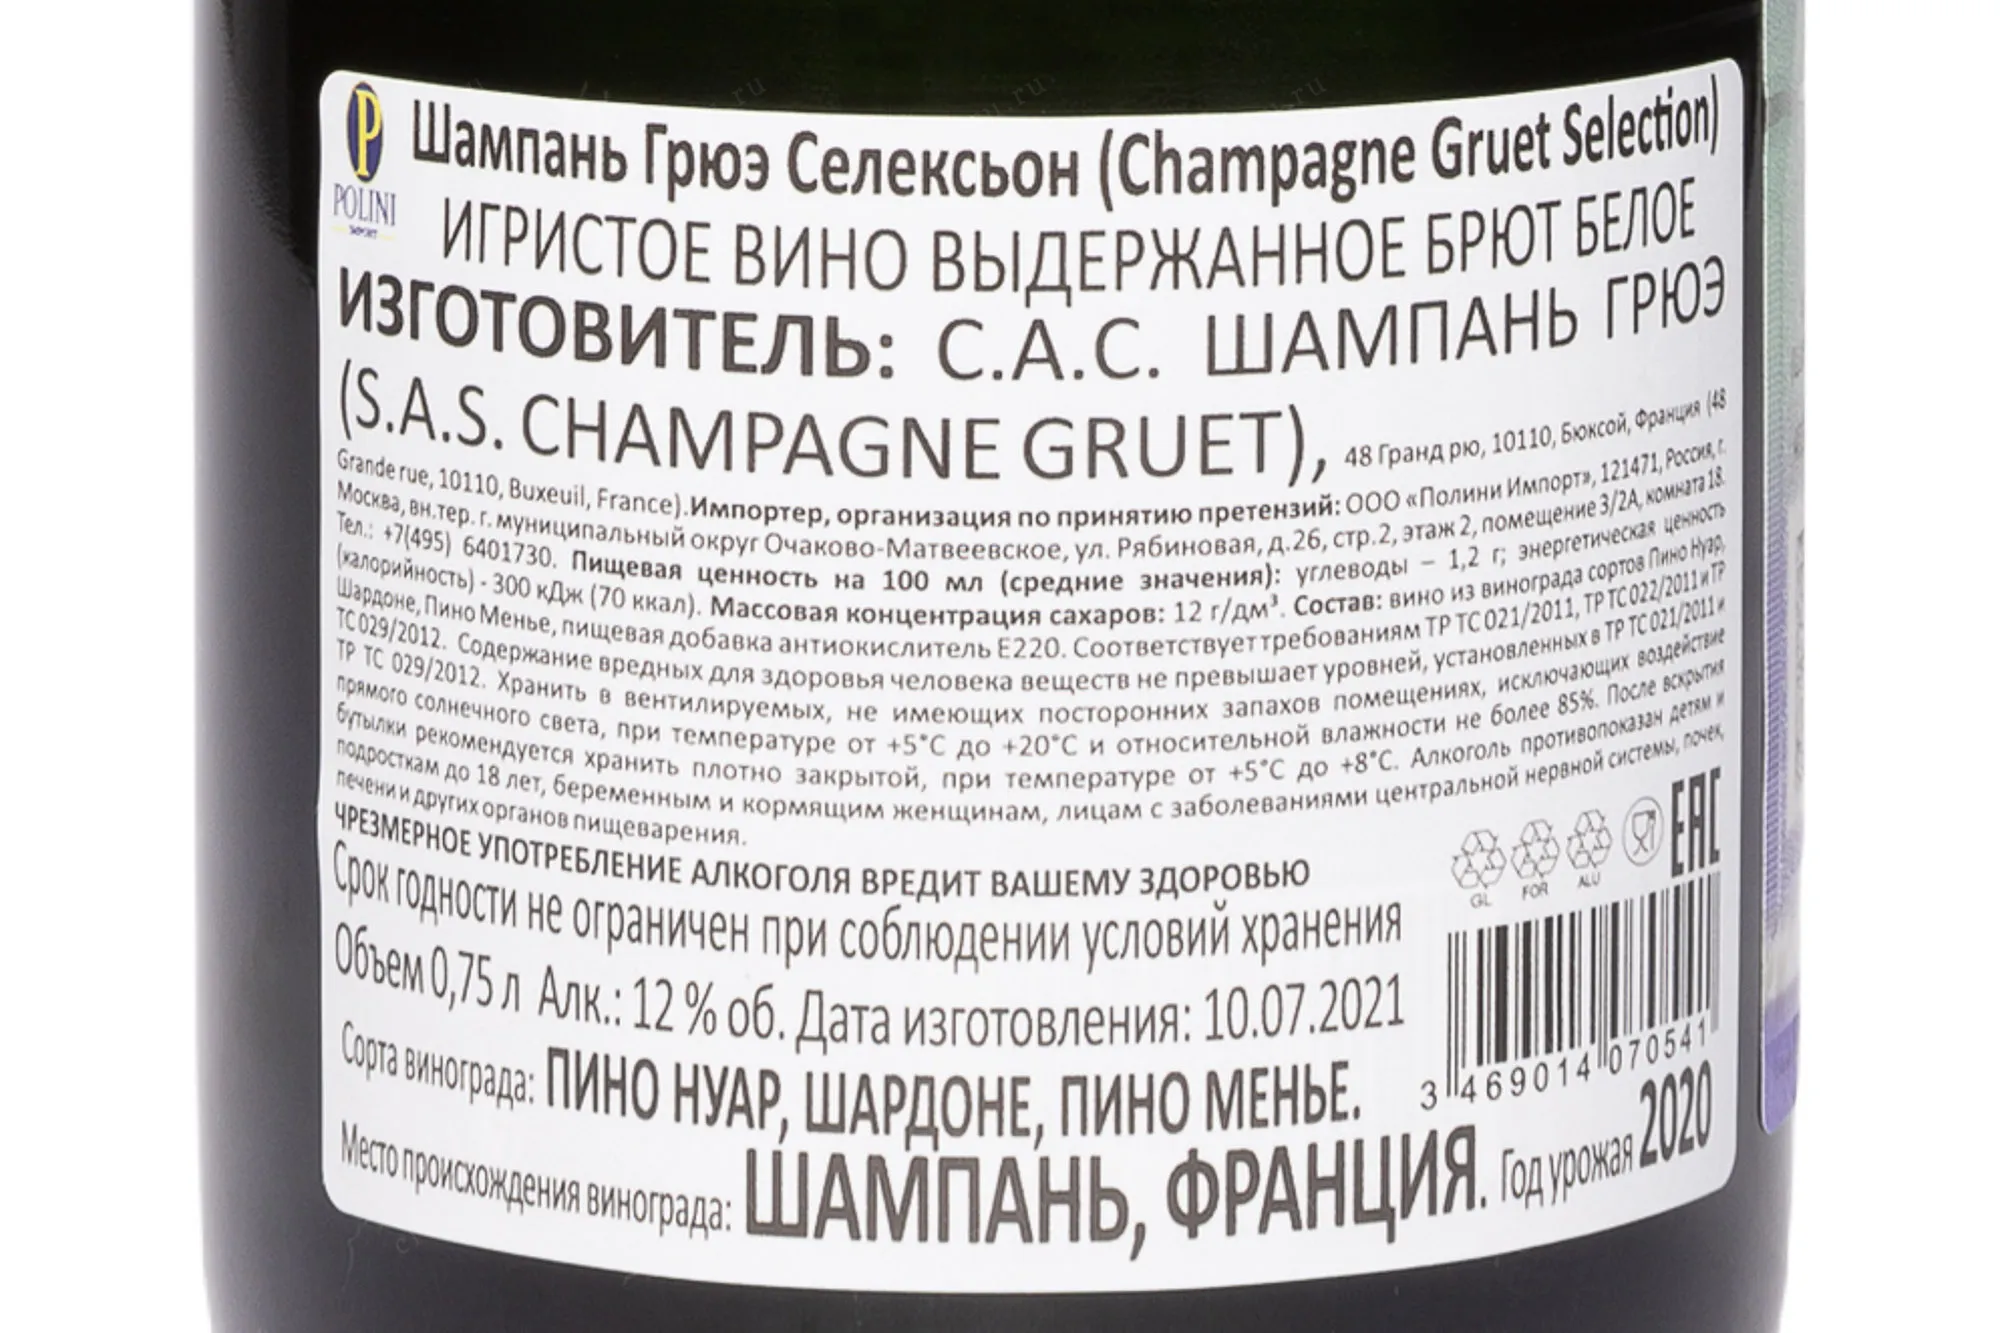 POLINI
IMPORT
Шампань Грюэ Селексьон (Champagne Gruet Selection)
ИГРИСТОЕ ВИНО ВЫДЕРЖАННОЕ БРЮТ БЕЛОЕ
ИЗГОТОВИТЕЛЬ: С.А.С. ШАМПАНЬ ГРЮЭ
(S.A.S. CHAMPAGNE GRUET), 48 Гранд рю, 10110, Бюксой, Франция (48
Grande rue, 10110, Buxeuil, France).Импортер, организация по принятию претензий: ООО «Полини Импорт», 121471, Россия, г.
Москва, вн.тер. г. муниципальный округ Очаково-Матвеевское, ул. Рябиновая, д.26, стр.2, этаж 2, помещение 3/2А, комната 18.
Тел.: +7(495) 6401730. Пищевая ценность на 100 мл (средние значения): углеводы – 1,2 г; энергетическая ценность
(калорийность) - 300 кДж (70 ккал). Массовая концентрация сахаров: 12 г/дм³. Состав: вино из винограда сортов Пино Нуар,
Шардоне, Пино Менье, пищевая добавка антиокислитель Е220. Соответствует требованиям ТР ТС 021/2011, ТР ТС 022/2011 и ТР
ТС 029/2012. Содержание вредных для здоровья человека веществ не превышает уровней, установленных в ТР ТС 021/2011 и
ТР ТС 029/2012. Хранить в вентилируемых, не имеющих посторонних запахов помещениях, исключающих воздействие
прямого солнечного света, при температуре от +5°С до +20°С и относительной влажности не более 85%. После вскрытия
бутылки рекомендуется хранить плотно закрытой, при температуре от +5°С до +8°С. Алкоголь противопоказан детям и
подросткам до 18 лет, беременным и кормящим женщинам, лицам с заболеваниями центральной нервной системы, почек,
печени и других органов пищеварения.
ЧРЕЗМЕРНОЕ УПОТРЕБЛЕНИЕ АЛКОГОЛЯ ВРЕДИТ ВАШЕМУ ЗДОРОВЬЮ
GL FOR ALU EAC
Срок годности не ограничен при соблюдении условий хранения
Объем 0,75 л Алк.: 12 % об. Дата изготовления: 10.07.2021
3 469014 070541
Сорта винограда: ПИНО НУАР, ШАРДОНЕ, ПИНО МЕНЬЕ.
Место происхождения винограда: ШАМПАНЬ, ФРАНЦИЯ. Год урожая 2020